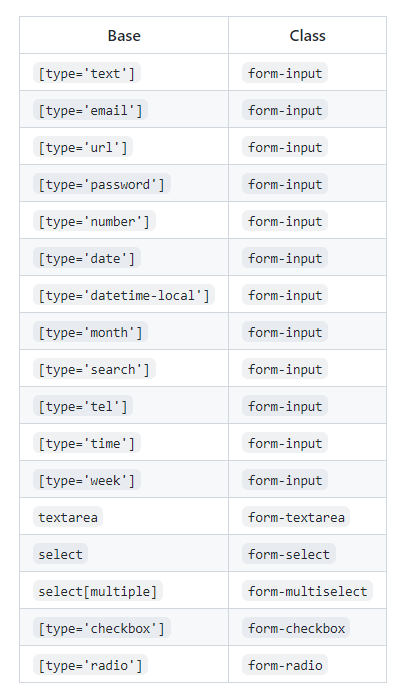 Base Class
[type='text'] form-input
[type='email'] form-input
[type='url'] form-input
[type='password'] form-input
[type='number'] form-input
[type='date'] form-input
[type='datetime-local'] form-input
[type='month'] form-input
[type='search'] form-input
[type='tel'] form-input
[type='time'] form-input
[type='week'] form-input
textarea form-textarea
select form-select
select[multiple] form-multiselect
[type='checkbox'] form-checkbox
[type='radio'] form-radio